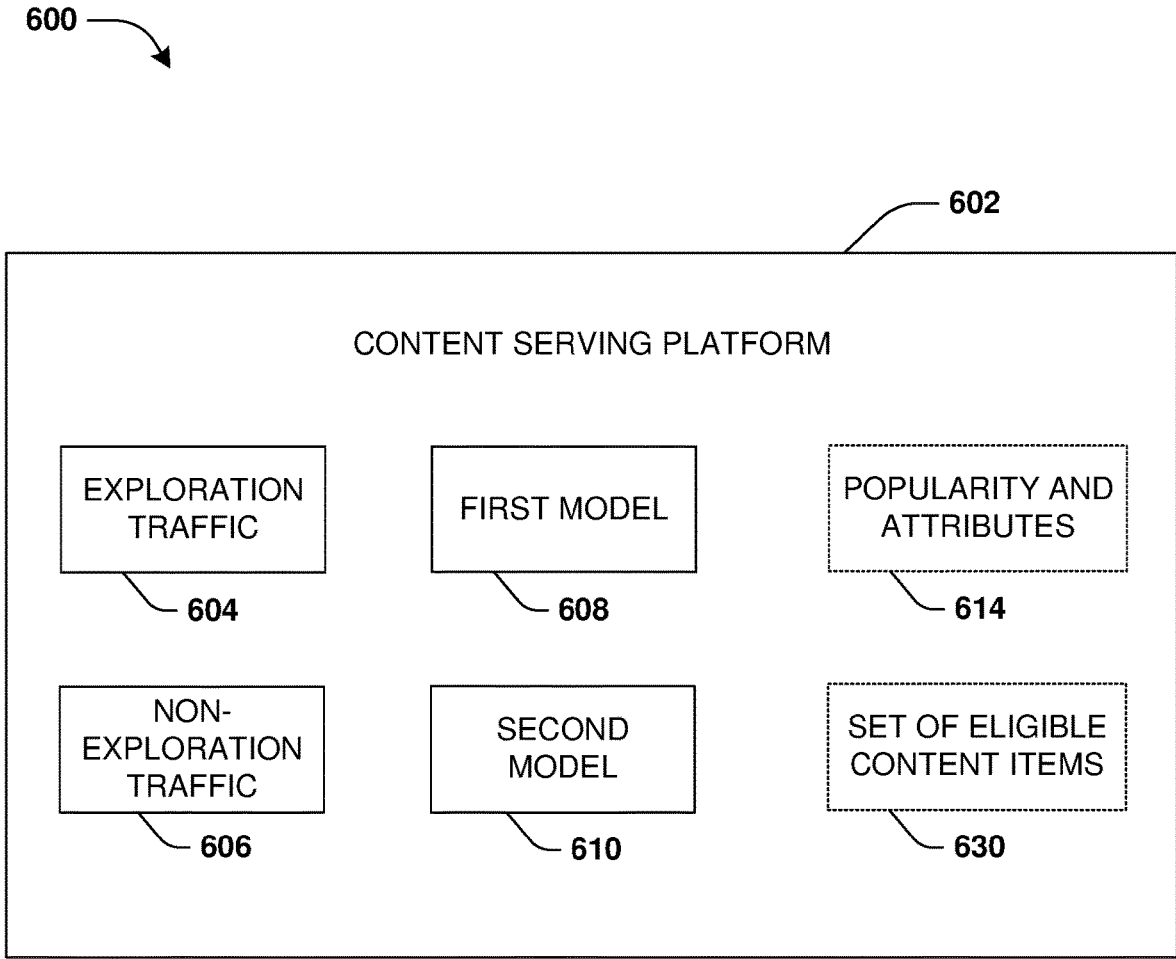 600
602
CONTENT SERVING PLATFORM
EXPLORATION
TRAFFIC
604
FIRST MODEL
608
POPULARITY AND
ATTRIBUTES
614
NON-
EXPLORATION
TRAFFIC
606
SECOND
MODEL
610
SET OF ELIGIBLE
CONTENT ITEMS
630